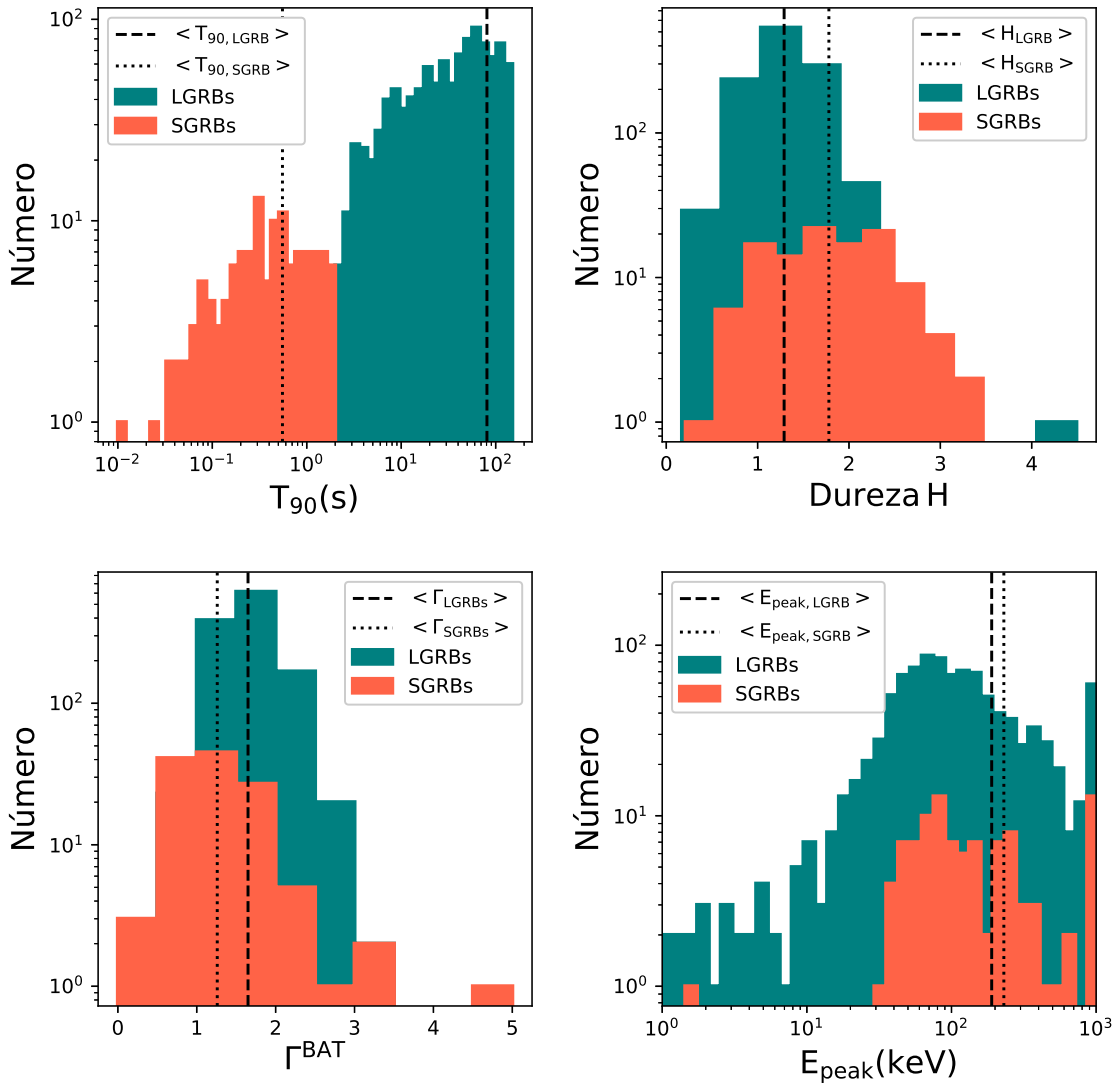 < T90, LGRB >
< T90, SGRB >
LGRBs
SGRBs
Número
10⁰
10¹
10²
10⁻²
10⁻¹
10⁰
10¹
10²
T90(s)
< HLGRB >
< HSGRB >
LGRBs
SGRBs
Número
10⁰
10¹
10²
0
1
2
3
4
Dureza H
< ΓLGRBs >
< ΓSGRBs >
LGRBs
SGRBs
Número
10⁰
10¹
10²
0
1
2
3
4
5
Γ^BAT
< Epeak, LGRB >
< Epeak, SGRB >
LGRBs
SGRBs
Número
10⁰
10¹
10²
10⁰
10¹
10²
10³
Epeak(keV)